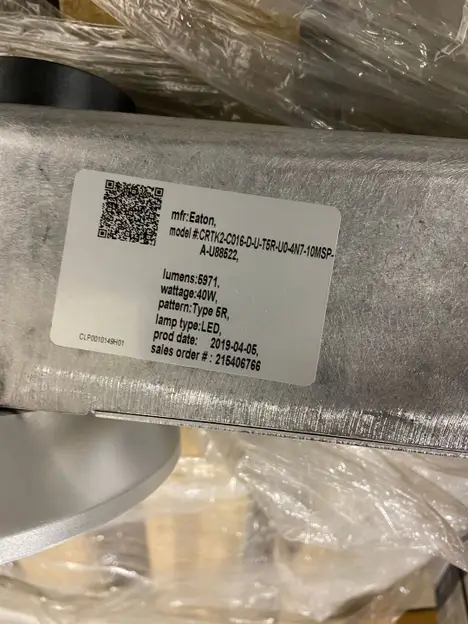 mfr:Eaton,
model #:CRTK2-C016-D-U-T5R-U0-4N7-10MSP-
A-U88522,
lumens:5971,
wattage:40W,
pattern:Type 5R,
lamp type:LED,
prod date: 2019-04-05,
sales order # : 215406766
CLP0010149H01